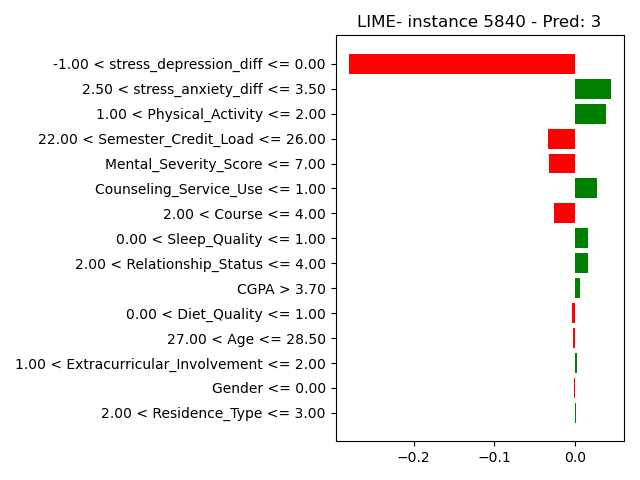 LIME- instance 5840 - Pred: 3
-1.00 < stress_depression_diff <= 0.00
2.50 < stress_anxiety_diff <= 3.50
1.00 < Physical_Activity <= 2.00
22.00 < Semester_Credit_Load <= 26.00
Mental_Severity_Score <= 7.00
Counseling_Service_Use <= 1.00
2.00 < Course <= 4.00
0.00 < Sleep_Quality <= 1.00
2.00 < Relationship_Status <= 4.00
CGPA > 3.70
0.00 < Diet_Quality <= 1.00
27.00 < Age <= 28.50
1.00 < Extracurricular_Involvement <= 2.00
Gender <= 0.00
2.00 < Residence_Type <= 3.00
−0.2 −0.1 0.0